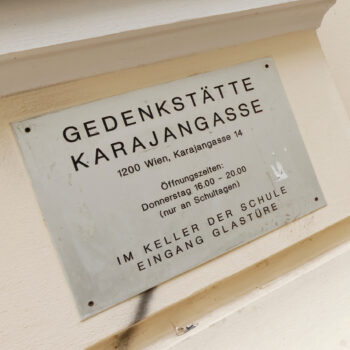 GEDENKSTÄTTE
KARAJANGASSE
1200 Wien, Karajangasse 14
Öffnungszeiten:
Donnerstag 16.00 - 20.00
(nur an Schultagen)
IM KELLER DER SCHULE
EINGANG GLASTÜRE.